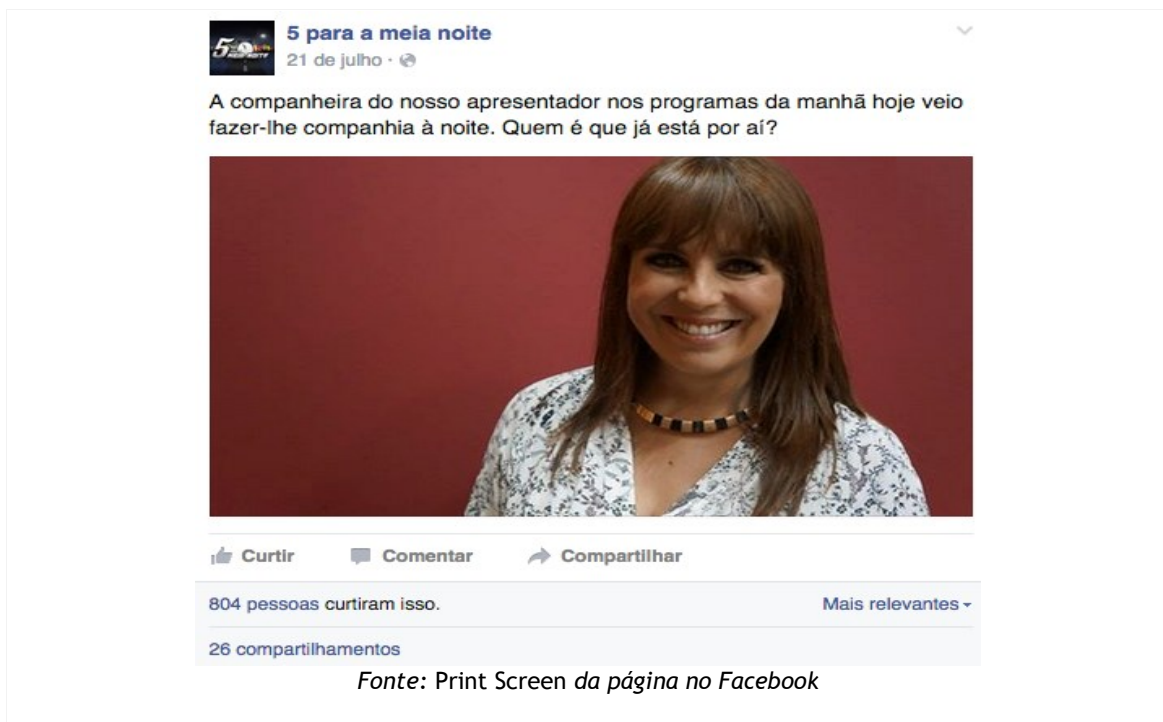 5 para a meia noite
21 de julho ·
A companheira do nosso apresentador nos programas da manhã hoje veio
fazer-lhe companhia à noite. Quem é que já está por aí?
Curtir Comentar Compartilhar
804 pessoas curtiram isso. Mais relevantes
26 compartilhamentos
Fonte: Print Screen da página no Facebook